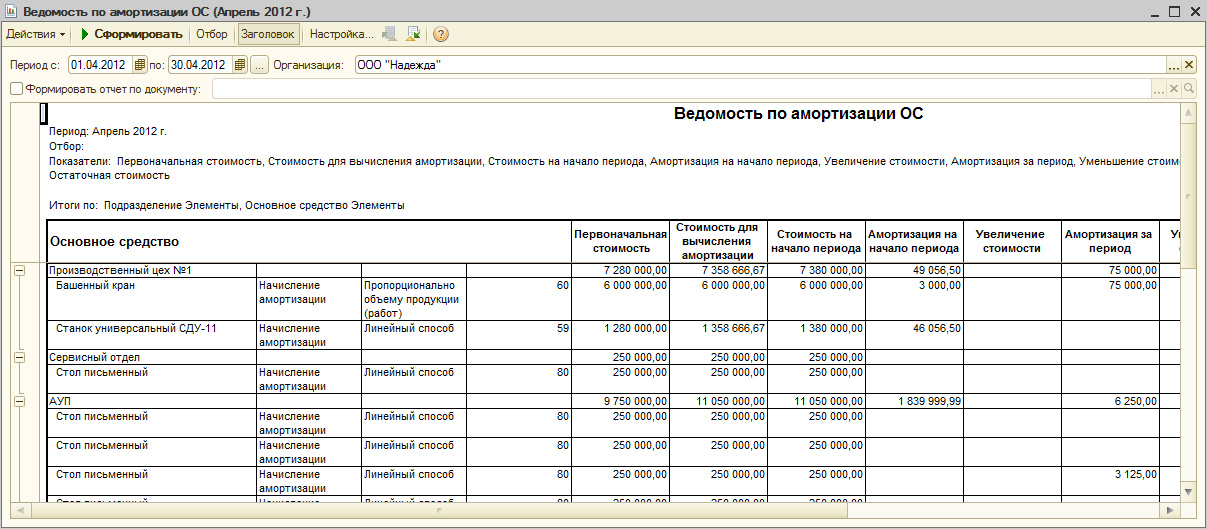 Ведомость по амортизации ОС (Апрель 2012 г.)
Действия Сформировать Отбор Заголовок Настройка... ?
Период с: 01.04.2012 по: 30.04.2012 ... Организация: ООО "Надежда" ... ×
Формировать отчет по документу: ... ×
Ведомость по амортизации ОС
Период: Апрель 2012 г.
Отбор:
Показатели: Первоначальная стоимость, Стоимость для вычисления амортизации, Стоимость на начало периода, Амортизация на начало периода, Увеличение стоимости, Амортизация за период, Уменьшение стоим
Остаточная стоимость
Итоги по: Подразделение Элементы, Основное средство Элементы
Основное средство
Первоначальная стоимость
Стоимость для вычисления амортизации
Стоимость на начало периода
Амортизация на начало периода
Увеличение стоимости
Амортизация за период
Производственный цех №1 7 280 000,00 7 358 666,67 7 380 000,00 49 056,50 75 000,00
Башенный кран Начисление амортизации Пропорционально объему продукции (работ) 60 6 000 000,00 6 000 000,00 6 000 000,00 3 000,00 75 000,00
Станок универсальный СДУ-11 Начисление амортизации Линейный способ 59 1 280 000,00 1 358 666,67 1 380 000,00 46 056,50
Сервисный отдел 250 000,00 250 000,00 250 000,00
Стол письменный Начисление амортизации Линейный способ 80 250 000,00 250 000,00 250 000,00
АУП 9 750 000,00 11 050 000,00 11 050 000,00 1 839 999,99 6 250,00
Стол письменный Начисление амортизации Линейный способ 80 250 000,00 250 000,00 250 000,00
Стол письменный Начисление амортизации Линейный способ 80 250 000,00 250 000,00 250 000,00
Стол письменный Начисление амортизации Линейный способ 80 250 000,00 250 000,00 250 000,00 3 125,00